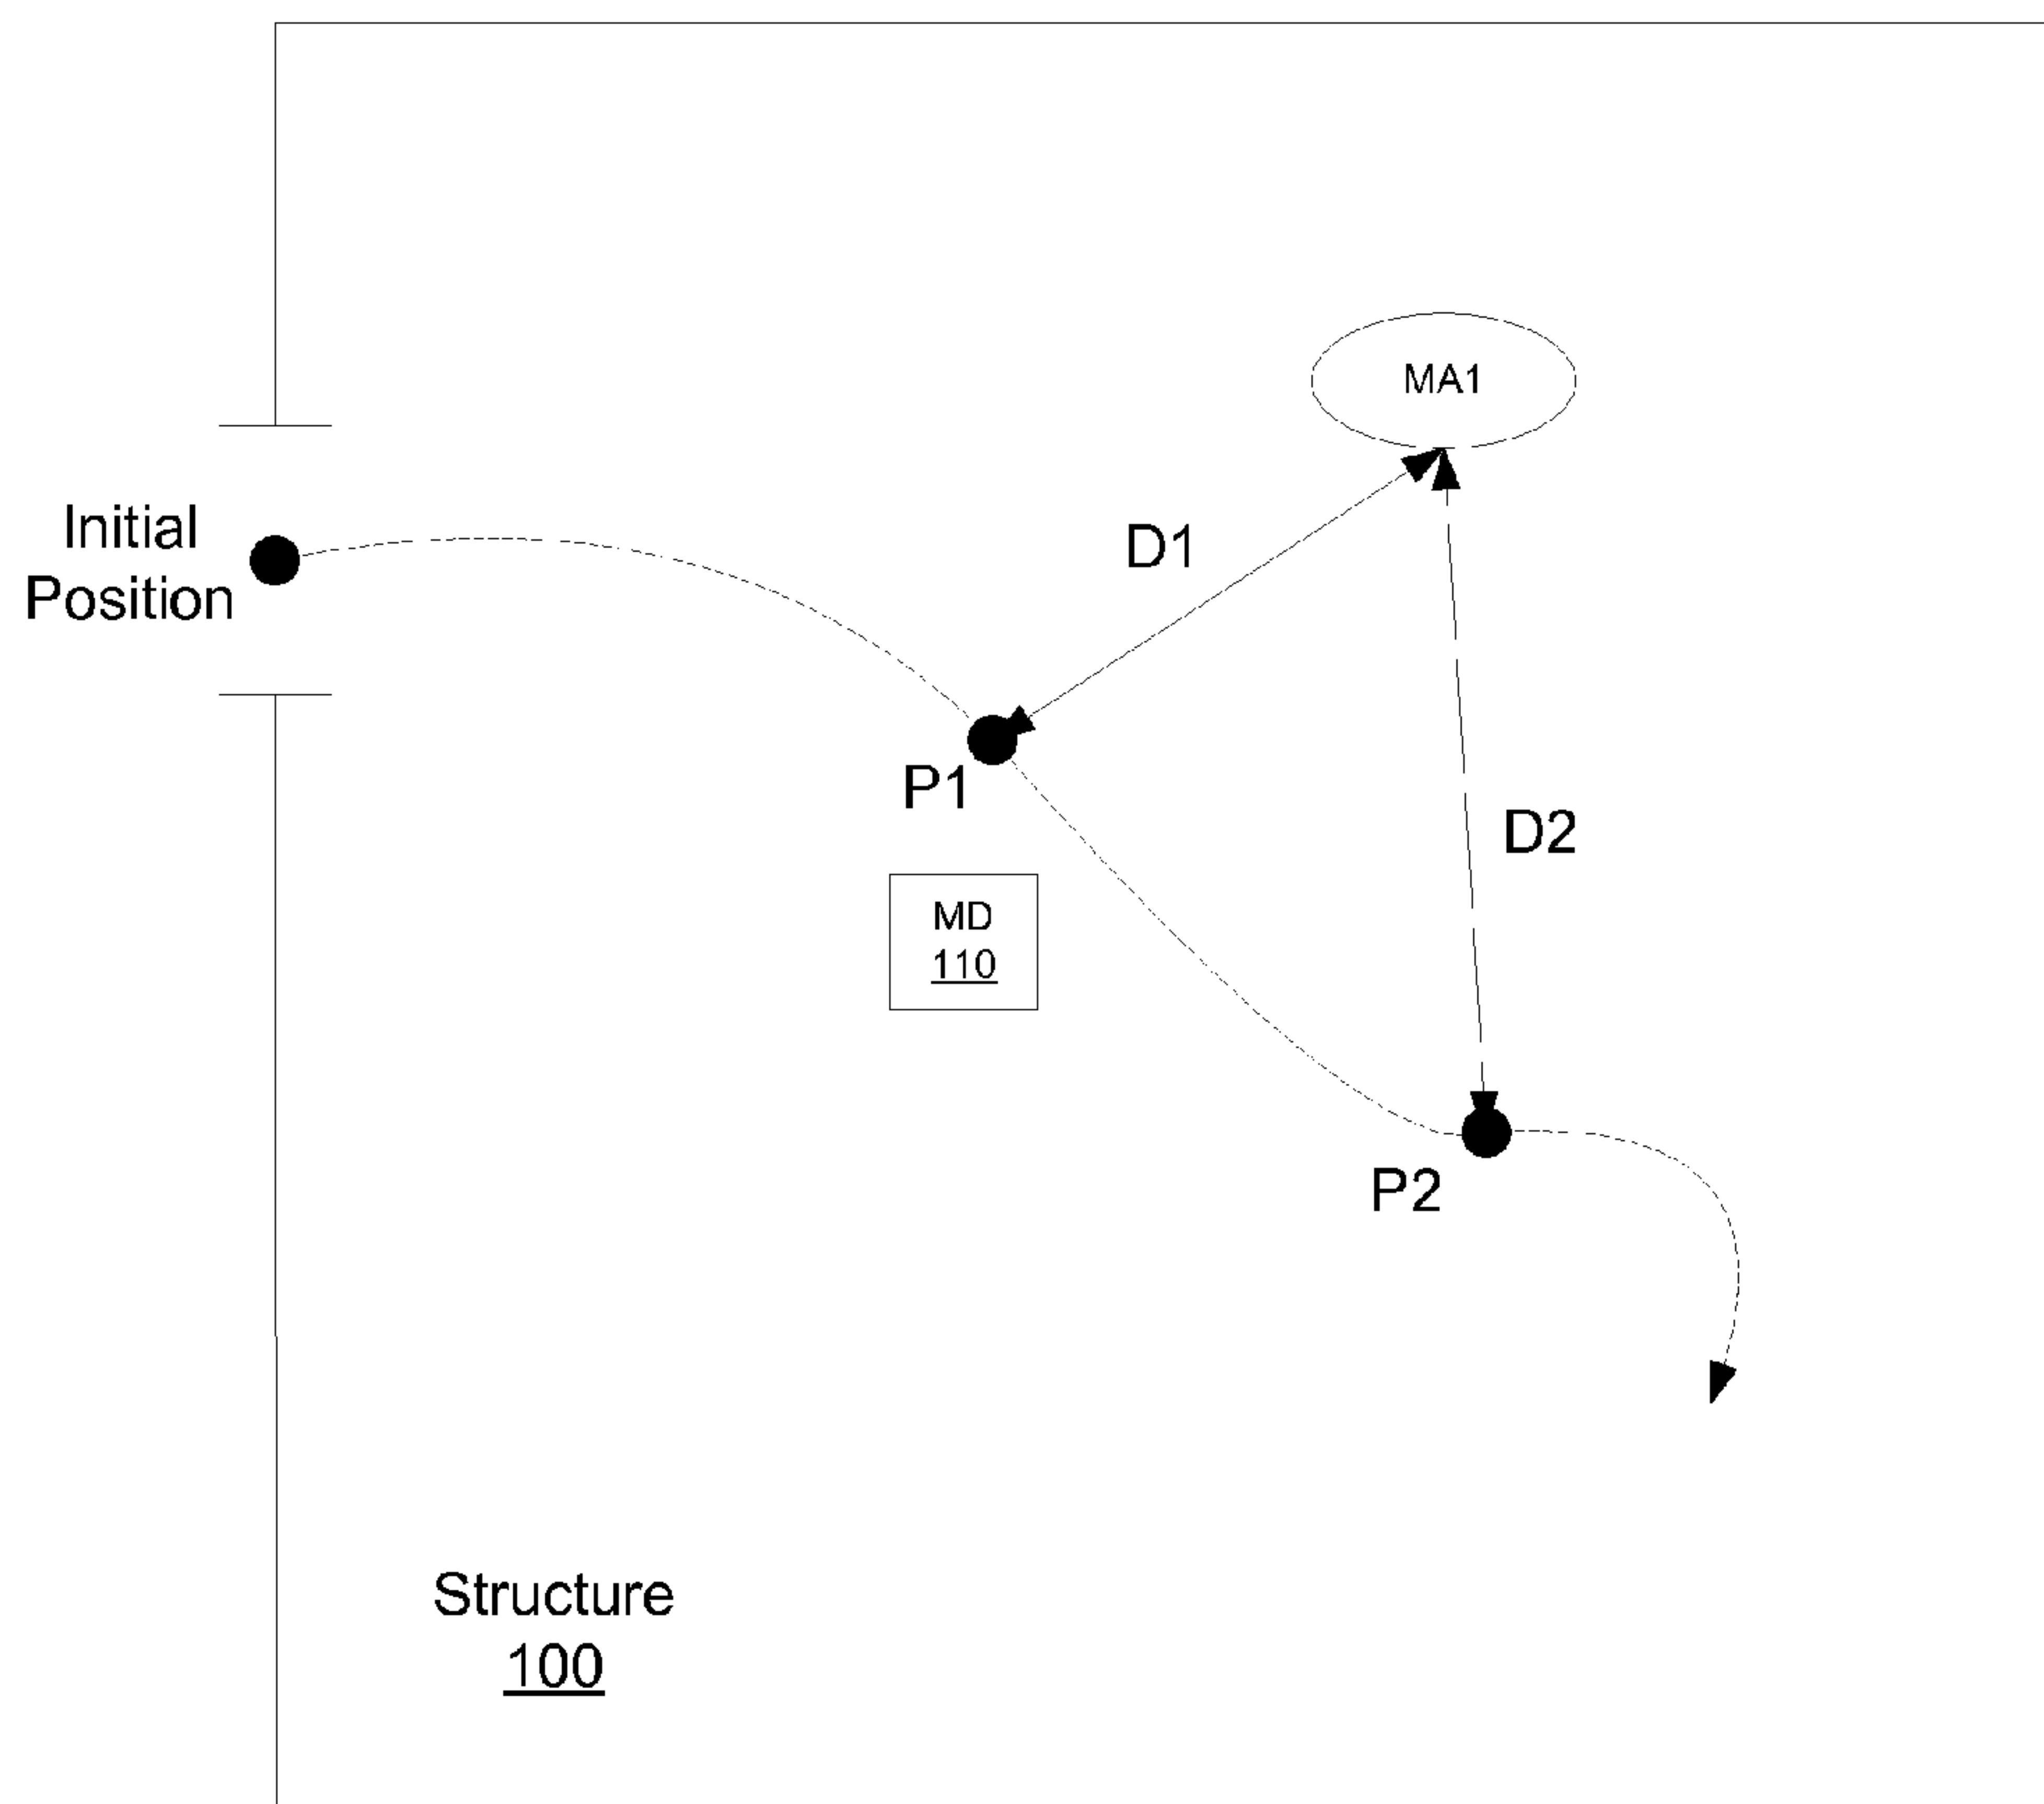 MA1
Initial
Position
D1
P1
D2
MD
110
P2
Structure
100